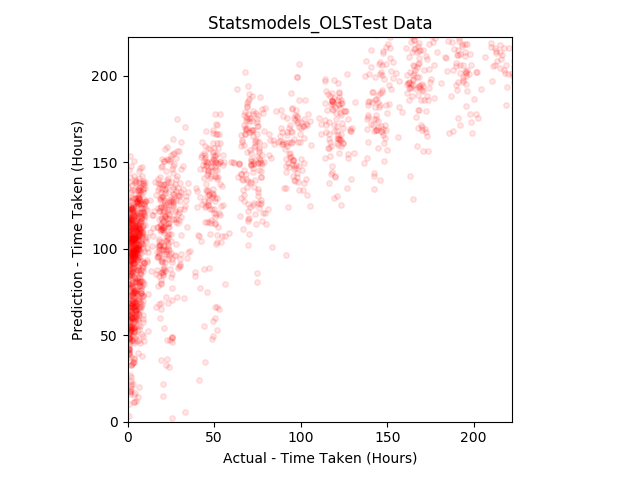 Statsmodels_OLSTest Data
Prediction - Time Taken (Hours)
200
150
100
50
0
0 50 100 150 200
Actual - Time Taken (Hours)